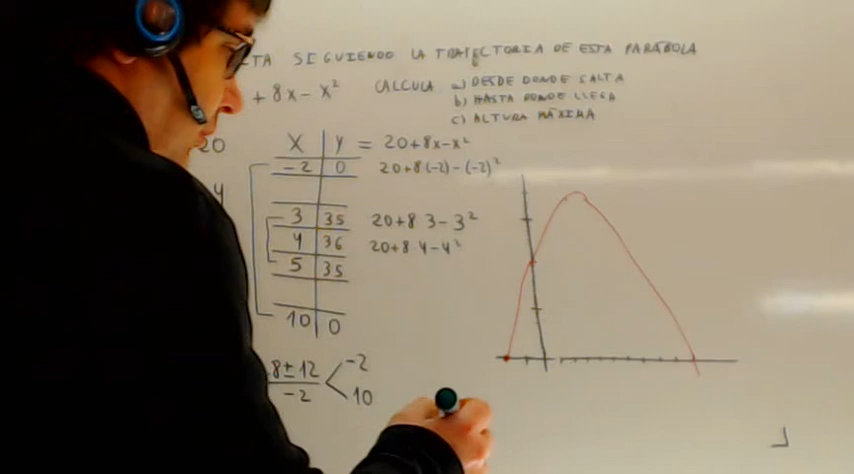 TA SIGUIENDO LA TRAYECTORIA DE ESTA PARÁBOLA
+ 8x - x² CALCULA a) DESDE DONDE SALTA
b) HASTA DONDE LLEGA
c) ALTURA MÁXIMA
20
X Y = 20+8x-x²
-2 0 20+8(-2)-(-2)²
4
3 35 20+8 3-3²
4 36 20+8 4-4²
5 35
10 0
8±12 -2
-2 10